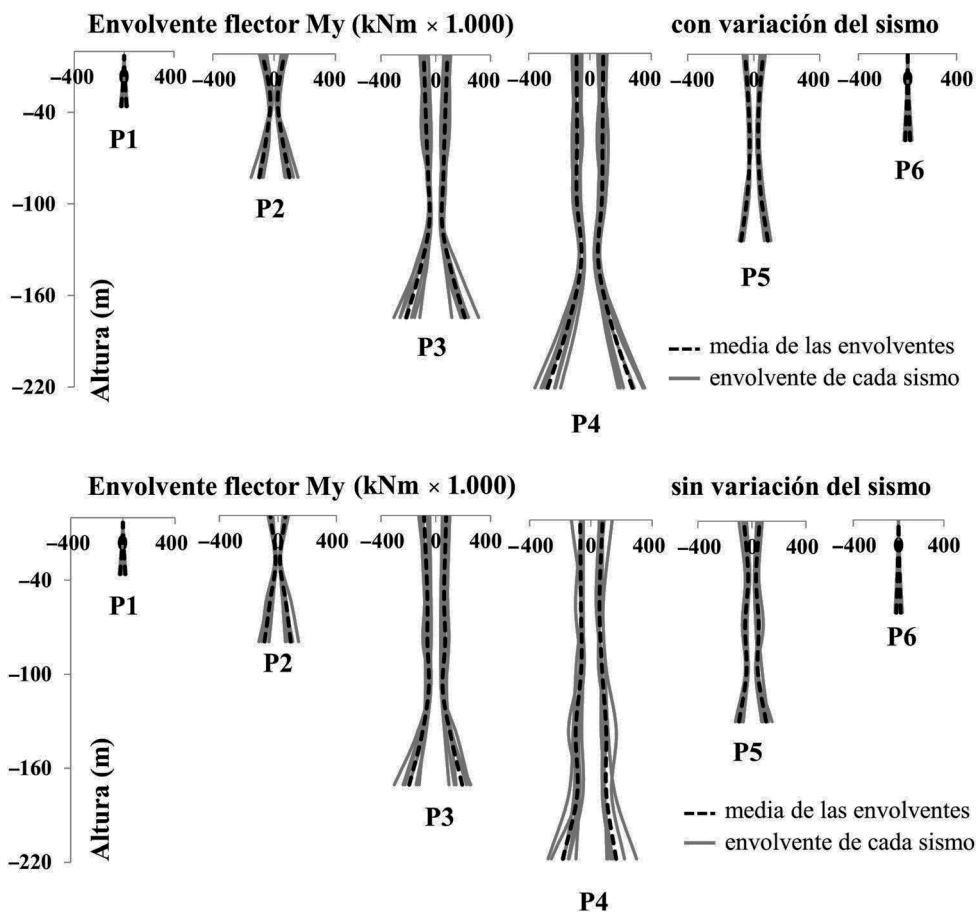 Envolvente flector My (kNm × 1.000) con variación del sismo
−400 0 400 −400 0 400 −400 0 400 −400 0 400 −400 0 400 −400 0 400
−40
−100
−160
−220
Altura (m)
P1
P2
P3
P4
P5
P6
media de las envolventes
envolvente de cada sismo
Envolvente flector My (kNm × 1.000) sin variación del sismo
−400 0 400 −400 0 400 −400 0 400 −400 0 400 −400 0 400 −400 0 400
−40
−100
−160
−220
Altura (m)
P1
P2
P3
P4
P5
P6
media de las envolventes
envolvente de cada sismo